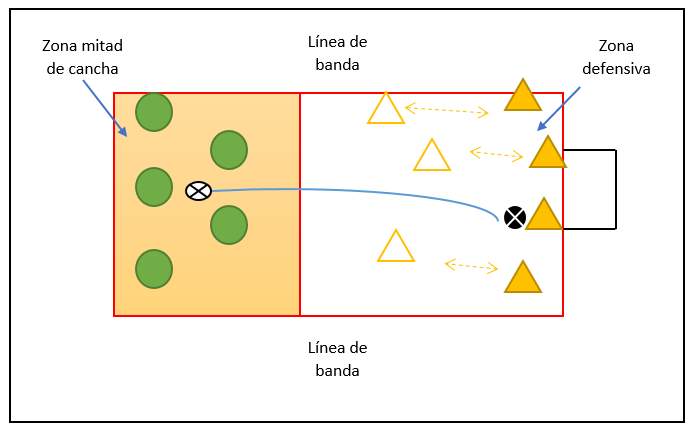 Zona mitad
de cancha
Línea de
banda
Zona
defensiva
Línea de
banda